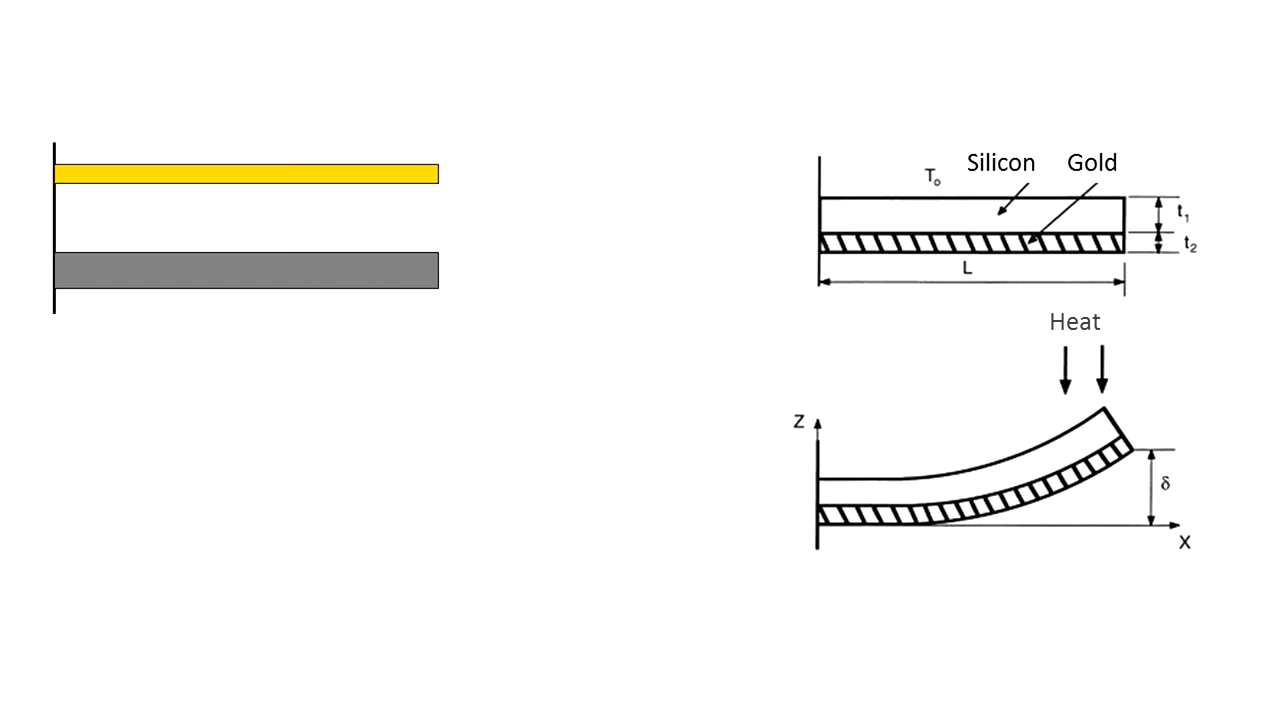 Silicon Gold
T₀
t₁
t₂
L
Heat
Z
δ
X